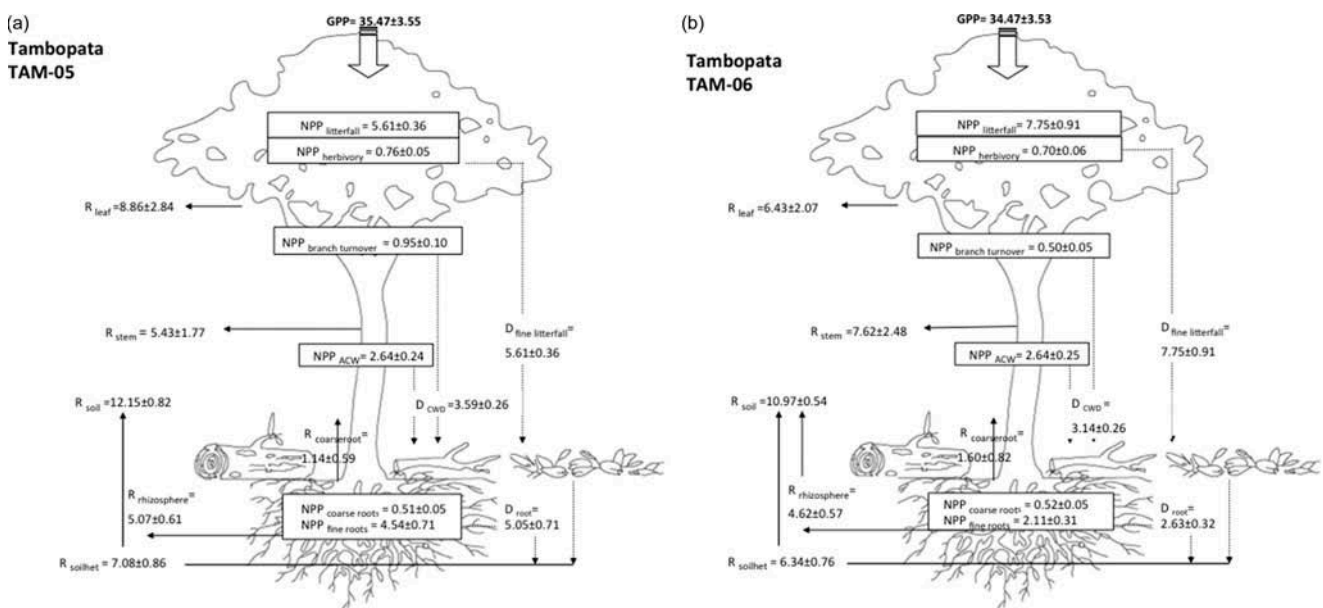 (a)
Tambopata
TAM-05
GPP= 35.47±3.55
NPP litterfall = 5.61±0.36
NPP herbivory = 0.76±0.05
R leaf =8.86±2.84
NPP branch turnover = 0.95±0.10
R stem = 5.43±1.77
D fine litterfall=
5.61±0.36
NPP ACW= 2.64±0.24
R soil =12.15±0.82
D CWD =3.59±0.26
R coarseroot=
1.14±0.59
R rhizosphere=
5.07±0.61
NPP coarse roots = 0.51±0.05
NPP fine roots = 4.54±0.71
D root=
5.05±0.71
R soilhet = 7.08±0.86
(b)
Tambopata
TAM-06
GPP= 34.47±3.53
NPP litterfall = 7.75±0.91
NPP herbivory = 0.70±0.06
R leaf =6.43±2.07
NPP branch turnover = 0.50±0.05
R stem = 7.62±2.48
D fine litterfall=
7.75±0.91
NPP ACW = 2.64±0.25
R soil =10.97±0.54
D CWD =
3.14±0.26
R coarseroot=
1.60±0.82
R rhizosphere=
4.62±0.57
NPP coarse roots = 0.52±0.05
NPP fine roots = 2.11±0.31
D root=
2.63±0.32
R soilhet = 6.34±0.76